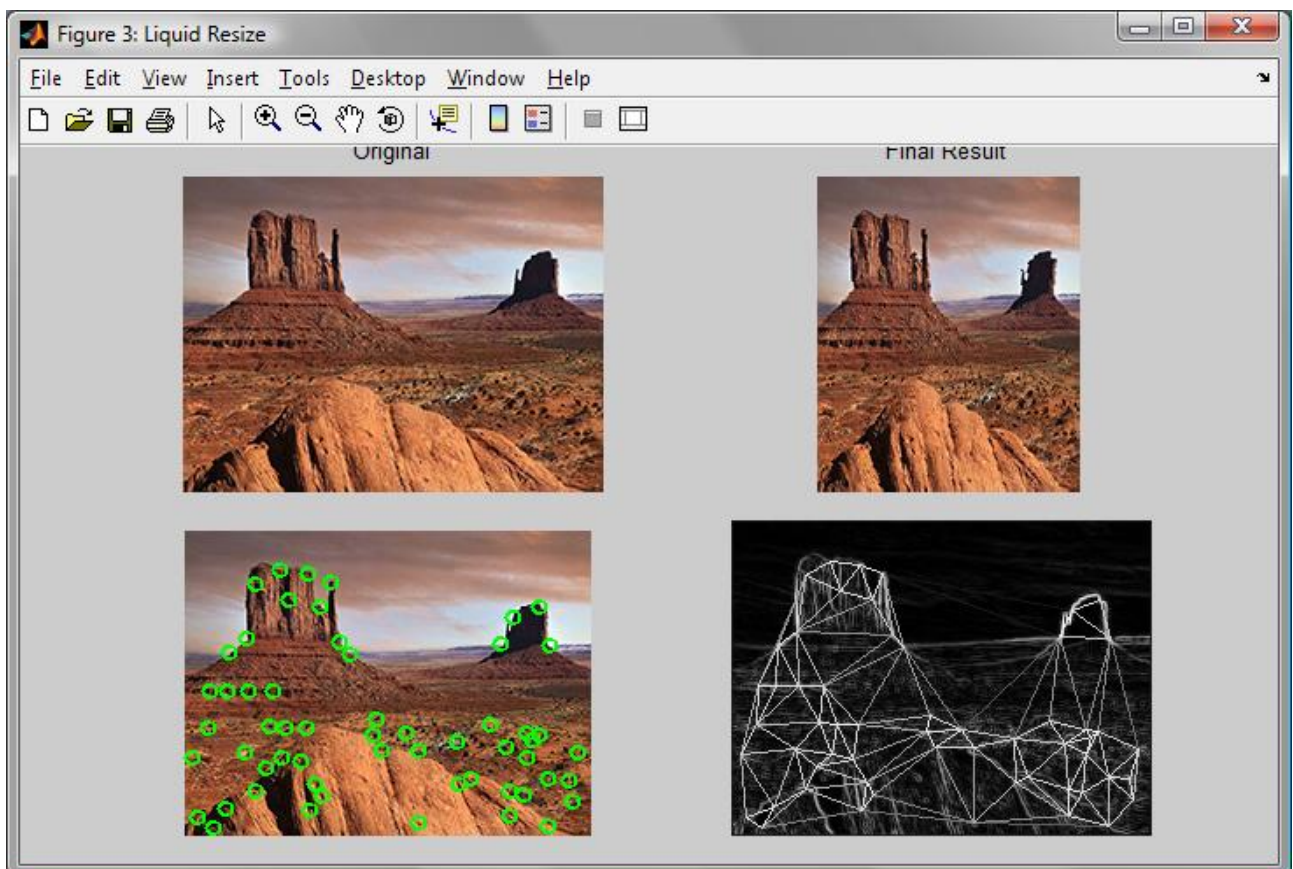 Figure 3: Liquid Resize
File Edit View Insert Tools Desktop Window Help
Original Final Result